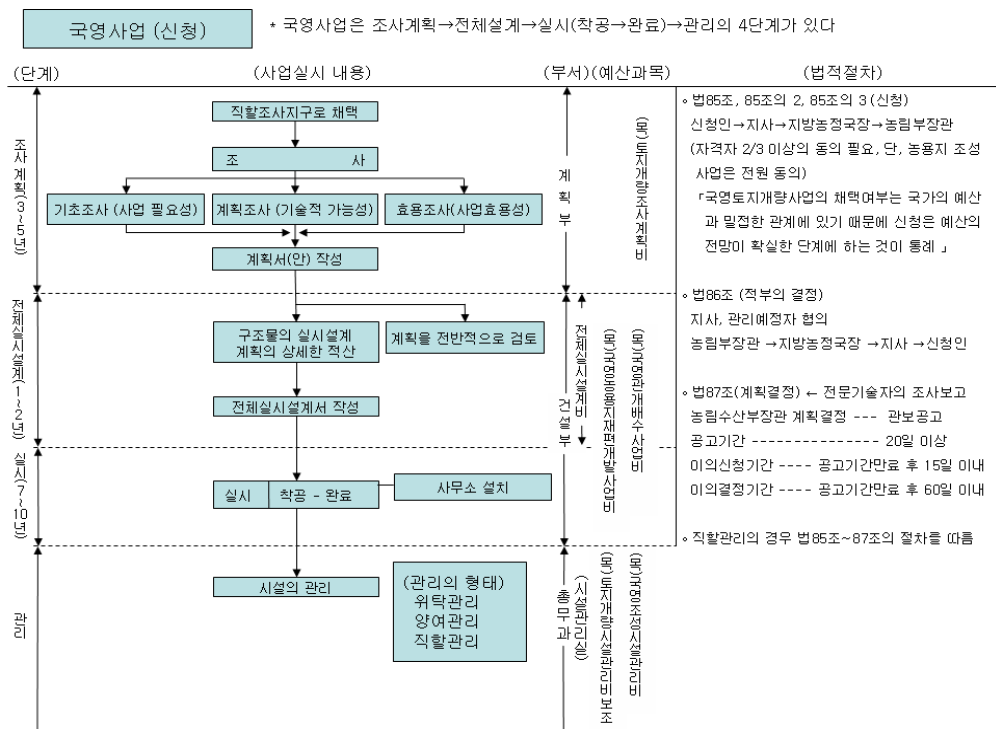 국영사업 (신청)
* 국영사업은 조사계획→전체설계→실시(착공→완료)→관리의 4단계가 있다
(단계)
(사업실시 내용)
(부서)(예산과목)
(법적절차)
조사 계획(3~5년)
직할조사지구로 채택
조 사
기초조사 (사업 필요성)
계획조사 (기술적 가능성)
효용조사(사업효용성)
계획서(안) 작성
계획부
(목)토지개량조사계획비
전체실시설계(1~2년)
구조물의 실시설계
계획의 상세한 적산
계획을 전반적으로 검토
전체실시설계서 작성
건설부
전체실시설계비
(목)국영농용지재편개발사업비
(목)국영관개배수사업비
실시(7~10년)
실시
착공 - 완료
사무소 설치
관리
시설의 관리
(관리의 형태)
위탁관리
양여관리
직할관리
총무과
(시설관리실)
(목)토지개량시설관리비보조
(목)국영조성시설관리비
◦ 법85조, 85조의 2, 85조의 3 (신청)
신청인→지사→지방농정국장→농림부장관
(자격자 2/3 이상의 동의 필요, 단, 농용지 조성
사업은 전원 동의)
「국영토지개량사업의 채택여부는 국가의 예산
과 밀접한 관계에 있기 때문에 신청은 예산의
전망이 확실한 단계에 하는 것이 통례 」
◦ 법86조 (적부의 결정)
지사, 관리예정자 협의
농림부장관 →지방농정국장 →지사 →신청인
◦ 법87조(계획결정) ← 전문기술자의 조사보고
농림수산부장관 계획결정 --- 관보공고
공고기간 ---------------- 20일 이상
이의신청기간 ---- 공고기간만료 후 15일 이내
이의결정기간 ---- 공고기간만료 후 60일 이내
◦ 직할관리의 경우 법85조~87조의 절차를 따름